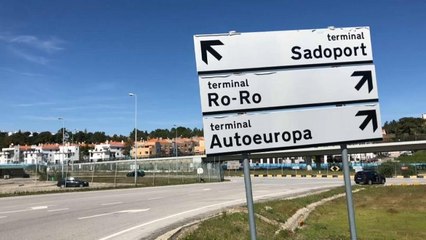 terminal
Sadoport
terminal
Ro-Ro
terminal
Autoeuropa